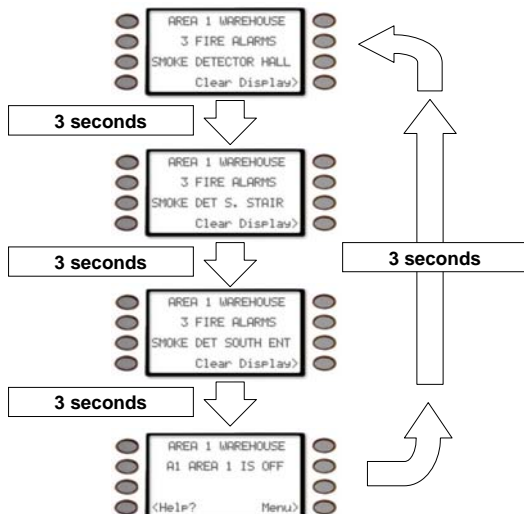 AREA 1 WAREHOUSE
3 FIRE ALARMS
SMOKE DETECTOR HALL
Clear Display>
3 seconds
AREA 1 WAREHOUSE
3 FIRE ALARMS
SMOKE DET S. STAIR
Clear Display>
3 seconds
3 seconds
AREA 1 WAREHOUSE
3 FIRE ALARMS
SMOKE DET SOUTH ENT
Clear Display>
3 seconds
AREA 1 WAREHOUSE
A1 AREA 1 IS OFF
<Help? Menu>